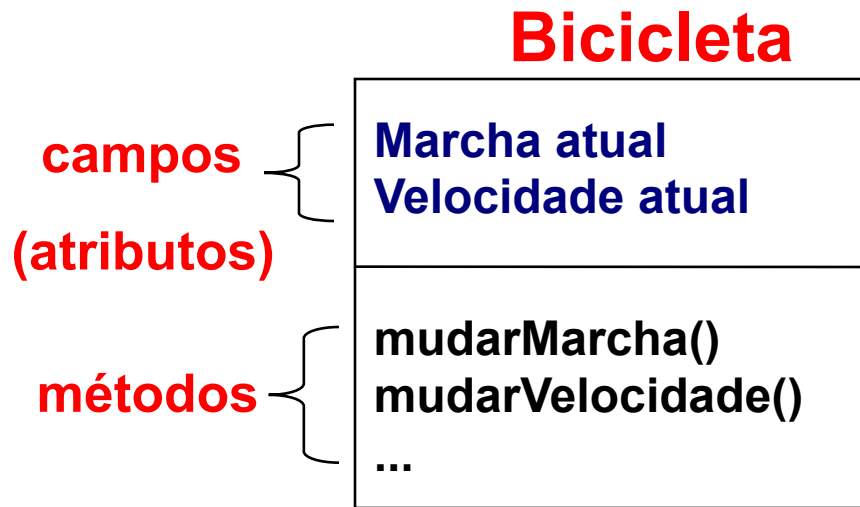 Bicicleta
campos
(atributos)
Marcha atual
Velocidade atual
métodos
mudarMarcha()
mudarVelocidade()
...